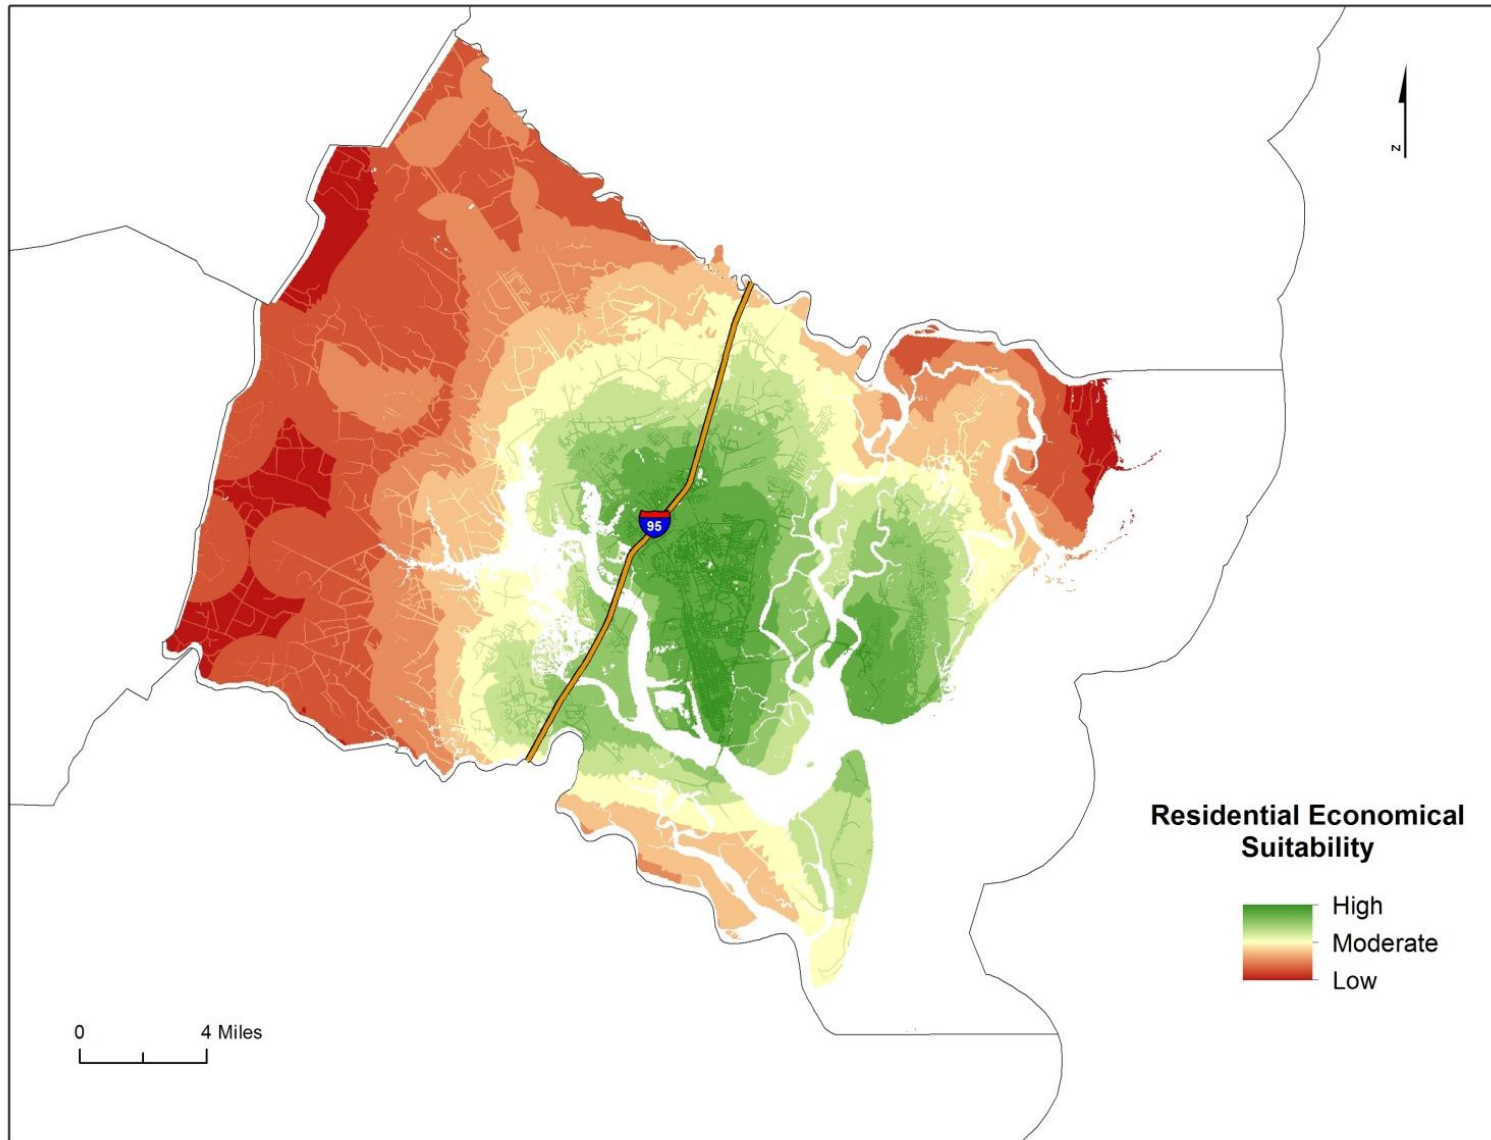 N
95
Residential Economical
Suitability
High
Moderate
Low
0 4 Miles